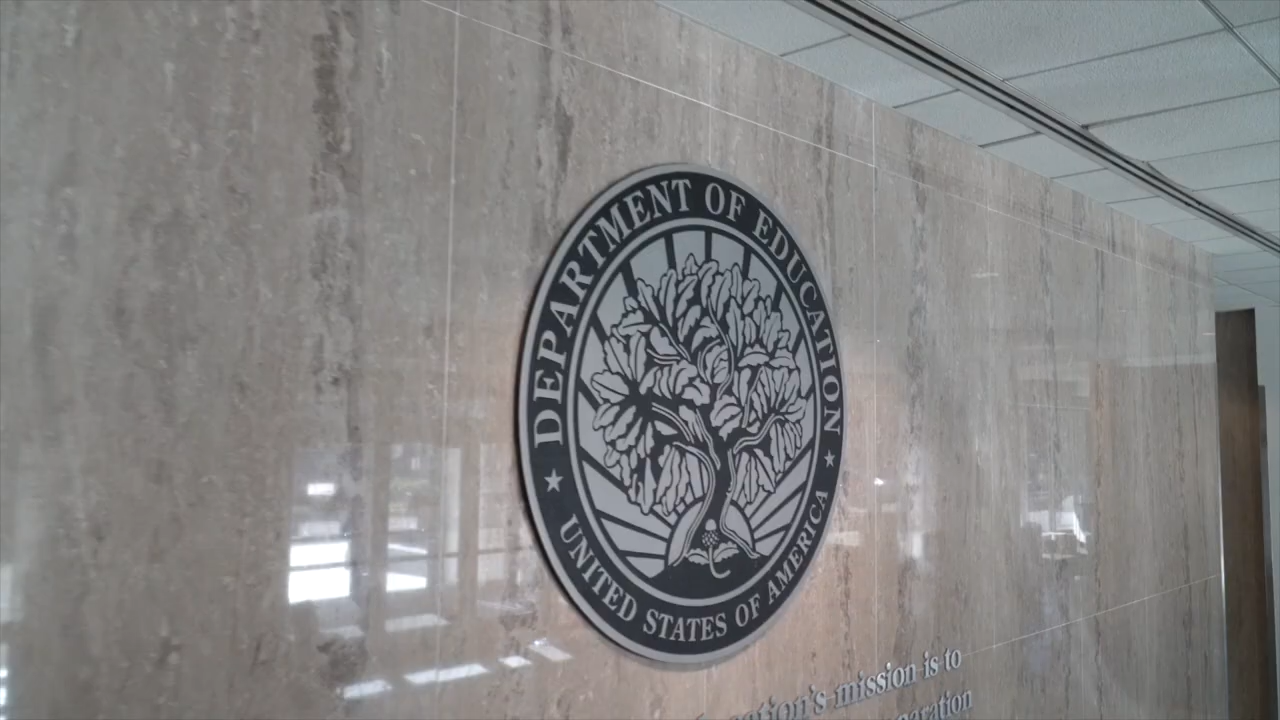 DEPARTMENT OF EDUCATION
UNITED STATES OF AMERICA
mission is to